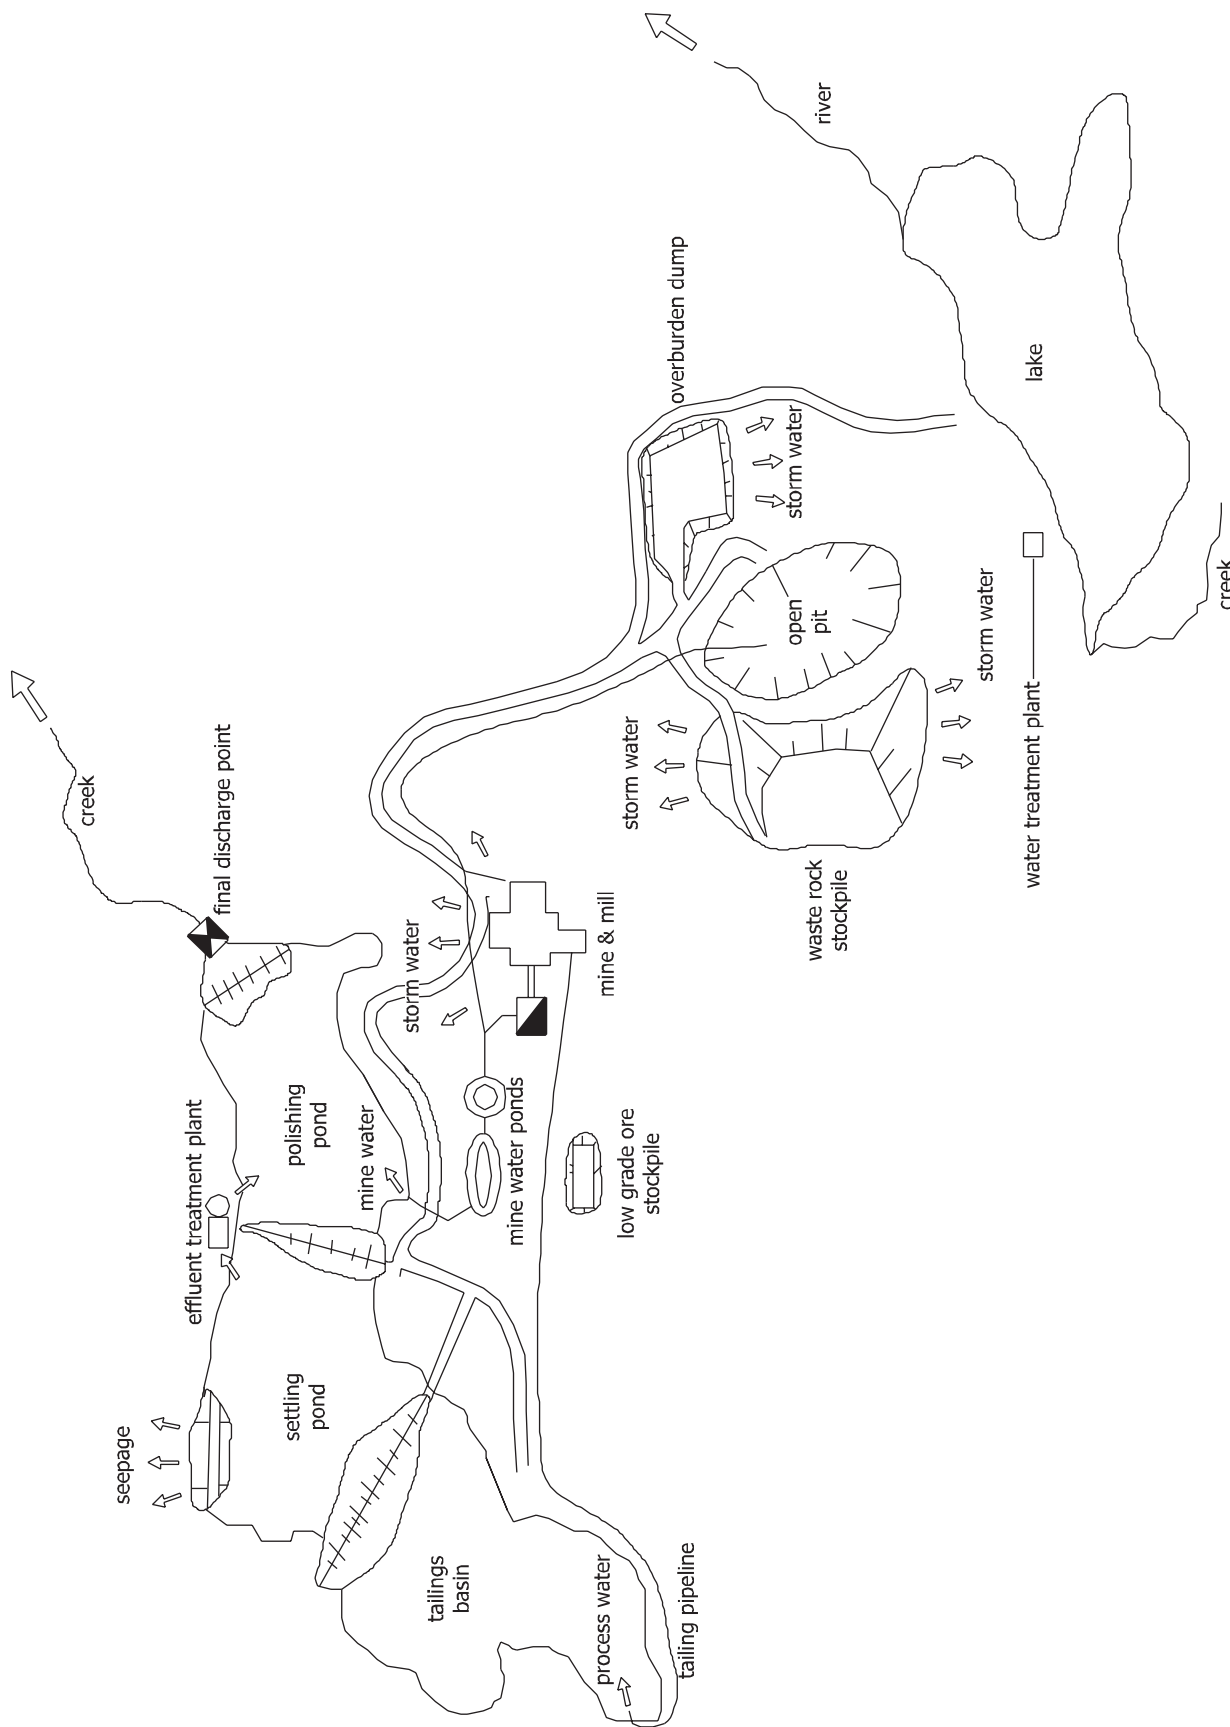 seepage
settling
pond
effluent treatment plant
polishing
pond
final discharge point
creek
tailings
basin
process water
tailing pipeline
mine water
mine water ponds
low grade ore
stockpile
storm water
mine & mill
storm water
waste rock
stockpile
open
pit
storm water
overburden dump
storm water
water treatment plant
lake
river
creek